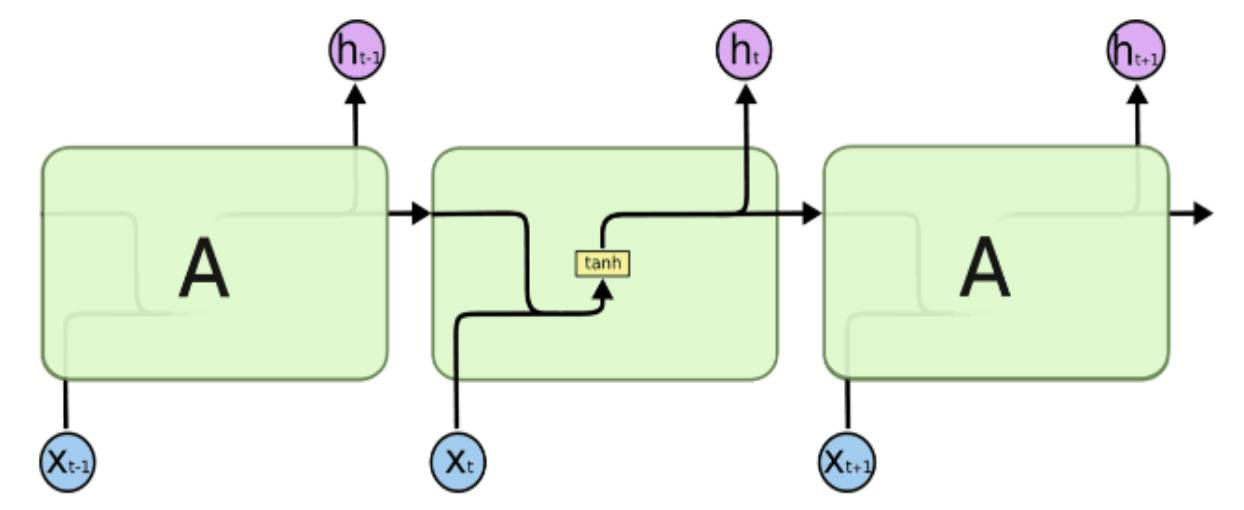 h t-1 h t h t+1
A tanh A
x t-1 x t x t+1